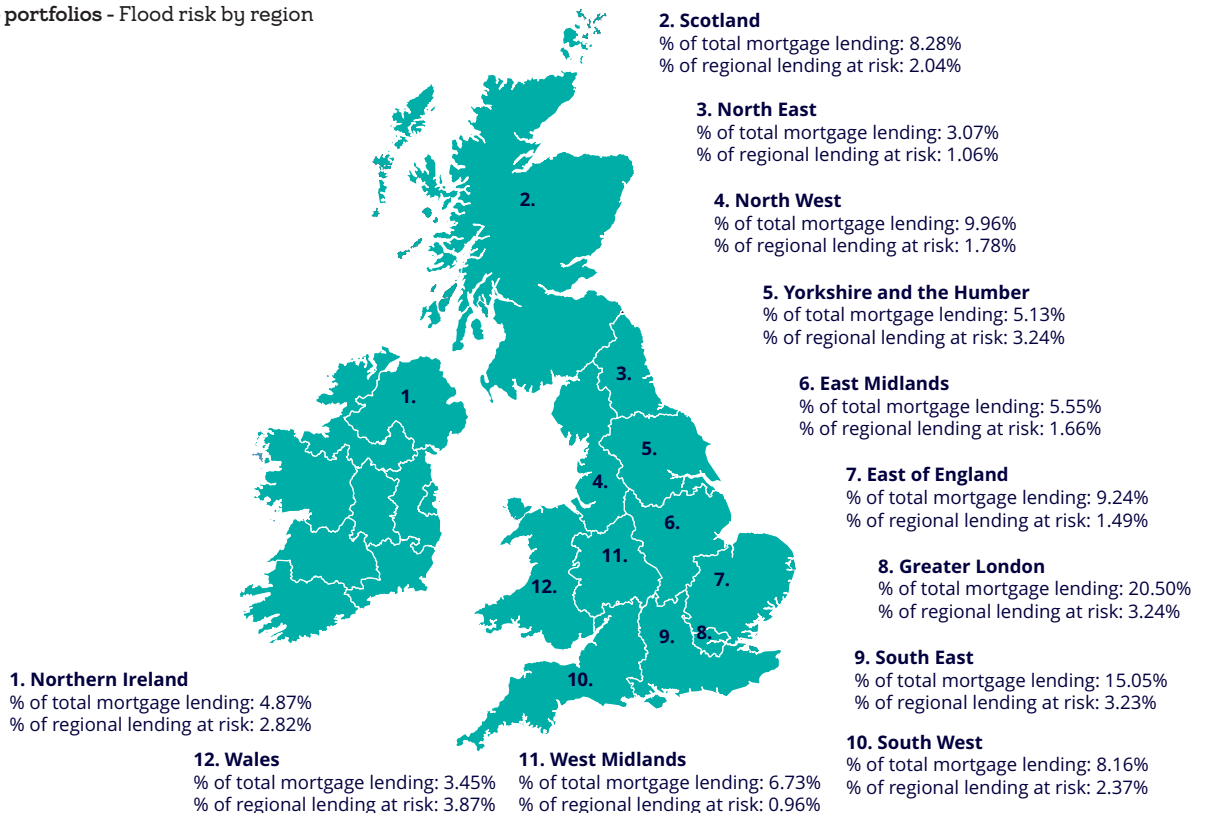 portfolios - Flood risk by region
2. Scotland
% of total mortgage lending: 8.28%
% of regional lending at risk: 2.04%
3. North East
% of total mortgage lending: 3.07%
% of regional lending at risk: 1.06%
4. North West
% of total mortgage lending: 9.96%
% of regional lending at risk: 1.78%
5. Yorkshire and the Humber
% of total mortgage lending: 5.13%
% of regional lending at risk: 3.24%
6. East Midlands
% of total mortgage lending: 5.55%
% of regional lending at risk: 1.66%
7. East of England
% of total mortgage lending: 9.24%
% of regional lending at risk: 1.49%
8. Greater London
% of total mortgage lending: 20.50%
% of regional lending at risk: 3.24%
9. South East
% of total mortgage lending: 15.05%
% of regional lending at risk: 3.23%
10. South West
% of total mortgage lending: 8.16%
% of regional lending at risk: 2.37%
11. West Midlands
% of total mortgage lending: 6.73%
% of regional lending at risk: 0.96%
12. Wales
% of total mortgage lending: 3.45%
% of regional lending at risk: 3.87%
1. Northern Ireland
% of total mortgage lending: 4.87%
% of regional lending at risk: 2.82%
2.
3.
1.
5.
4.
6.
11.
7.
12.
8.
9.
10.